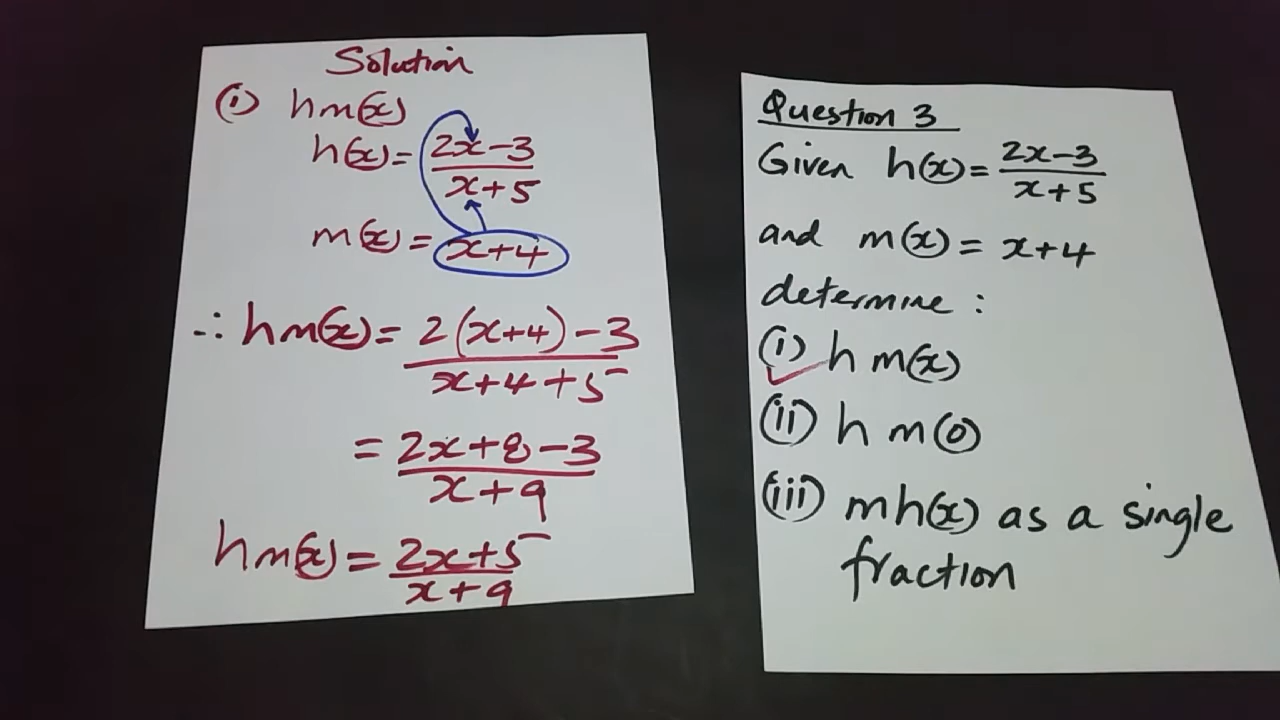 Solution
(i) hm(x)
h(x) = 2x-3 / x+5
m(x) = x+4
∴ hm(x) = 2(x+4)-3 / x+4+5
= 2x+8-3 / x+9
hm(x) = 2x+5 / x+9
Question 3
Given h(x) = 2x-3 / x+5
and m(x) = x+4
determine :
(i) h m(x)
(ii) h m(0)
(iii) mh(x) as a single
fraction